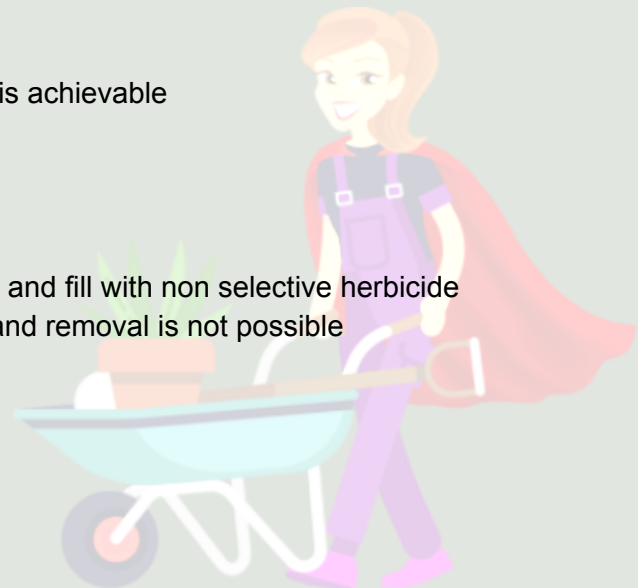 is achievable
and fill with non selective herbicide
and removal is not possible